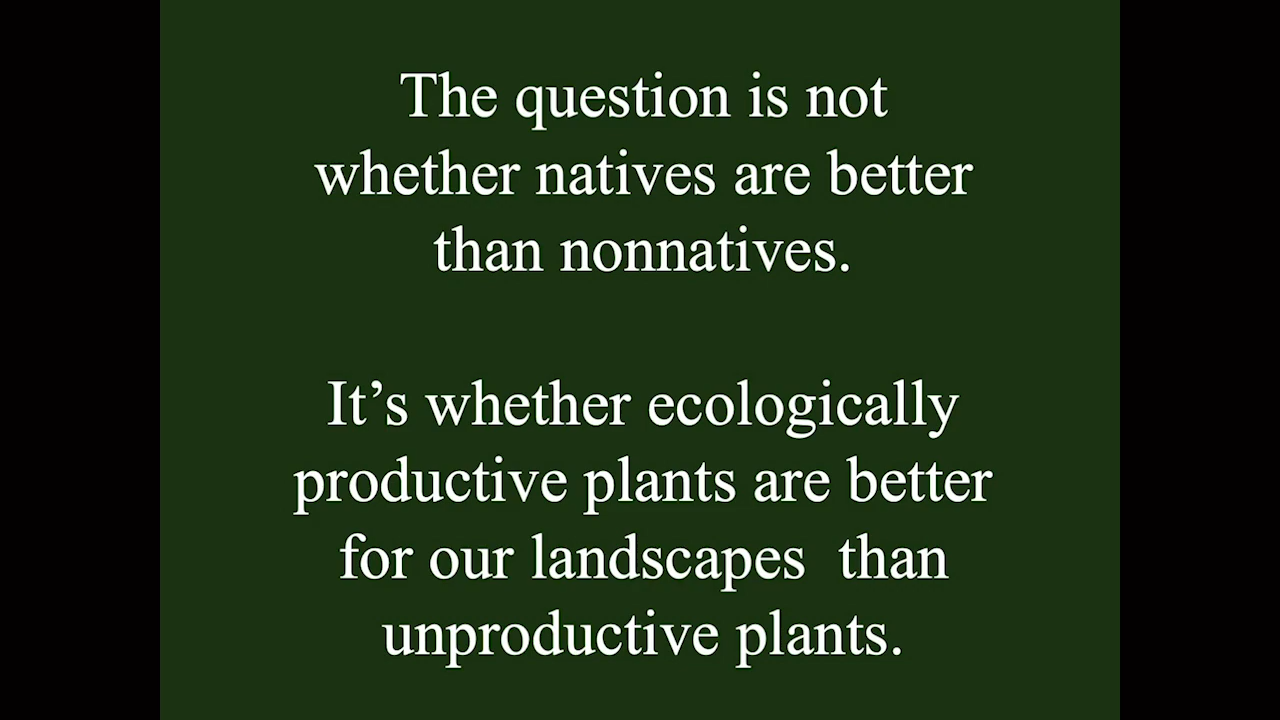 The question is not
whether natives are better
than nonnatives.
It’s whether ecologically
productive plants are better
for our landscapes  than
unproductive plants.